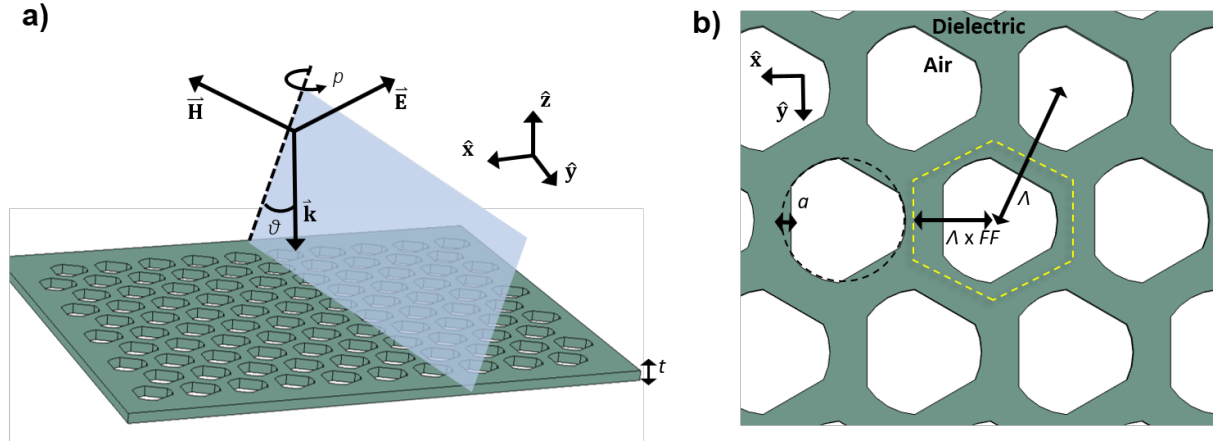 a)
p
H
E
ẑ
x̂
ŷ
k
ϑ
t
b)
Dielectric
Air
x̂
ŷ
a
Λ
Λ x FF